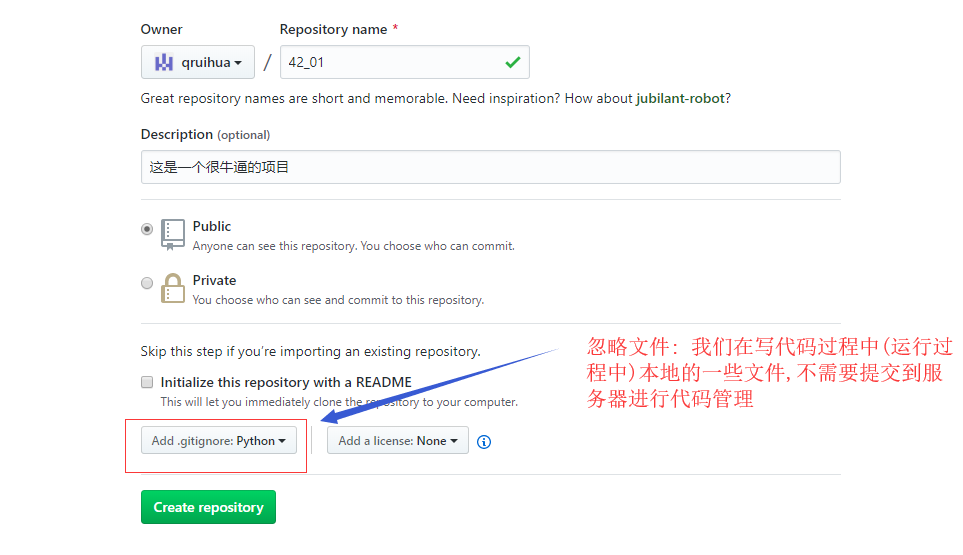 Owner
Repository name *
qruihua / 42_01
Great repository names are short and memorable. Need inspiration? How about jubilant-robot?
Description (optional)
这是一个很牛逼的项目
Public
Anyone can see this repository. You choose who can commit.
Private
You choose who can see and commit to this repository.
Skip this step if you’re importing an existing repository.
Initialize this repository with a README
This will let you immediately clone the repository to your computer.
Add .gitignore: Python
Add a license: None
忽略文件: 我们在写代码过程中(运行过
程中)本地的一些文件,不需要提交到服
务器进行代码管理
Create repository